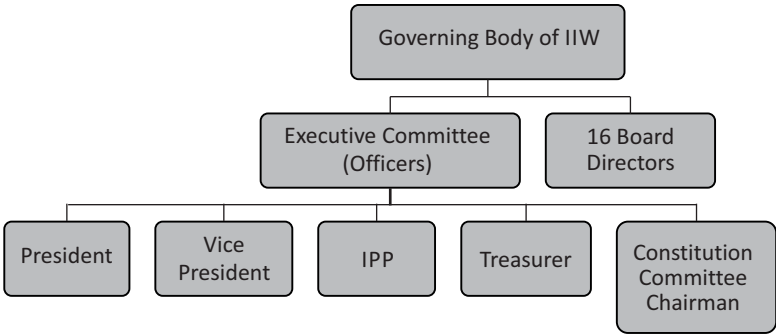 Governing Body of IIW
Executive Committee
(Officers)
16 Board
Directors
President
Vice
President
IPP
Treasurer
Constitution
Committee
Chairman